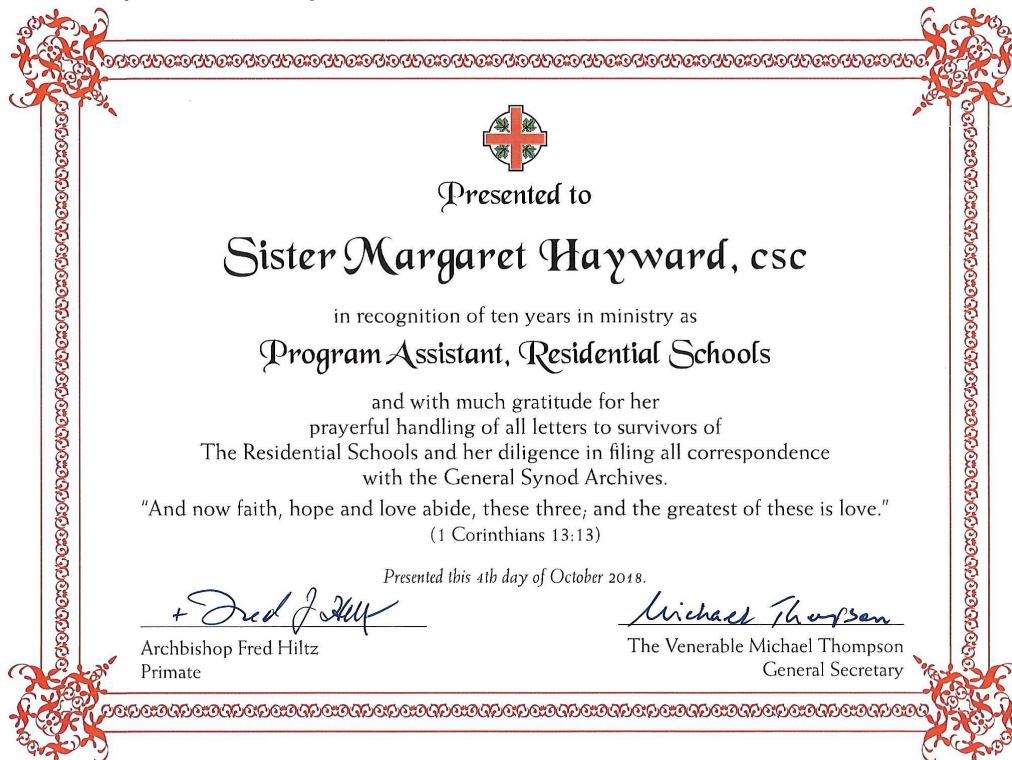 Presented to
Sister Margaret Hayward, csc
in recognition of ten years in ministry as
Program Assistant, Residential Schools
and with much gratitude for her
prayerful handling of all letters to survivors of
The Residential Schools and her diligence in filing all correspondence
with the General Synod Archives.
"And now faith, hope and love abide, these three; and the greatest of these is love."
(1 Corinthians 13:13)
Presented this 4th day of October 2018.
+ Fred J Hiltz
Michael Thompson
Archbishop Fred Hiltz
Primate
The Venerable Michael Thompson
General Secretary